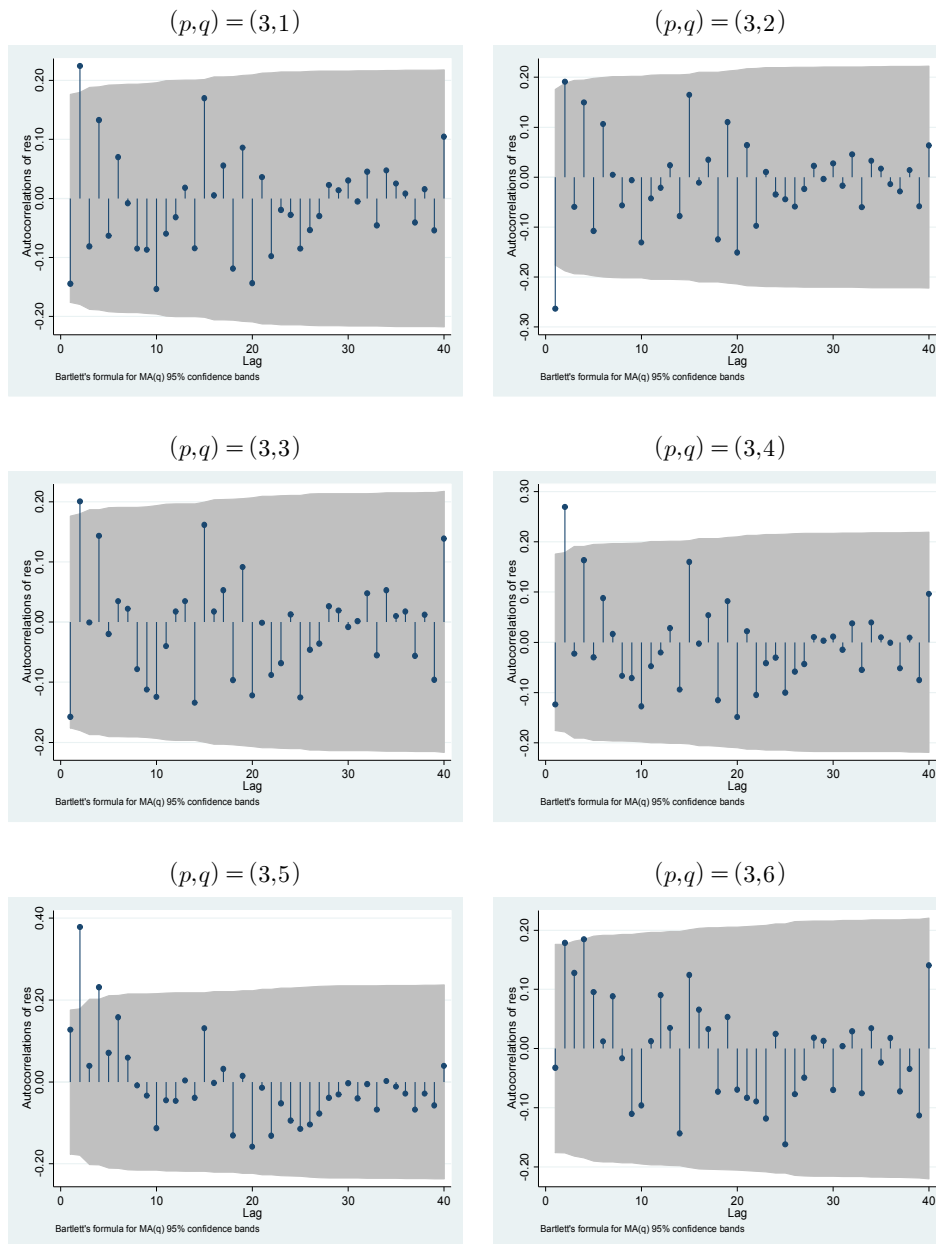 (p,q) = (3,1)
(p,q) = (3,2)
Autocorrelations of res
0.20
0.10
0.00
-0.10
-0.20
0 10 20 30 40
Lag
Bartlett's formula for MA(q) 95% confidence bands
Autocorrelations of res
0.20
0.10
0.00
-0.10
-0.20
-0.30
0 10 20 30 40
Lag
Bartlett's formula for MA(q) 95% confidence bands
(p,q) = (3,3)
(p,q) = (3,4)
Autocorrelations of res
0.20
0.10
0.00
-0.10
-0.20
0 10 20 30 40
Lag
Bartlett's formula for MA(q) 95% confidence bands
Autocorrelations of res
0.30
0.20
0.10
0.00
-0.10
-0.20
0 10 20 30 40
Lag
Bartlett's formula for MA(q) 95% confidence bands
(p,q) = (3,5)
(p,q) = (3,6)
Autocorrelations of res
0.40
0.20
0.00
-0.20
0 10 20 30 40
Lag
Bartlett's formula for MA(q) 95% confidence bands
Autocorrelations of res
0.20
0.10
0.00
-0.10
-0.20
0 10 20 30 40
Lag
Bartlett's formula for MA(q) 95% confidence bands